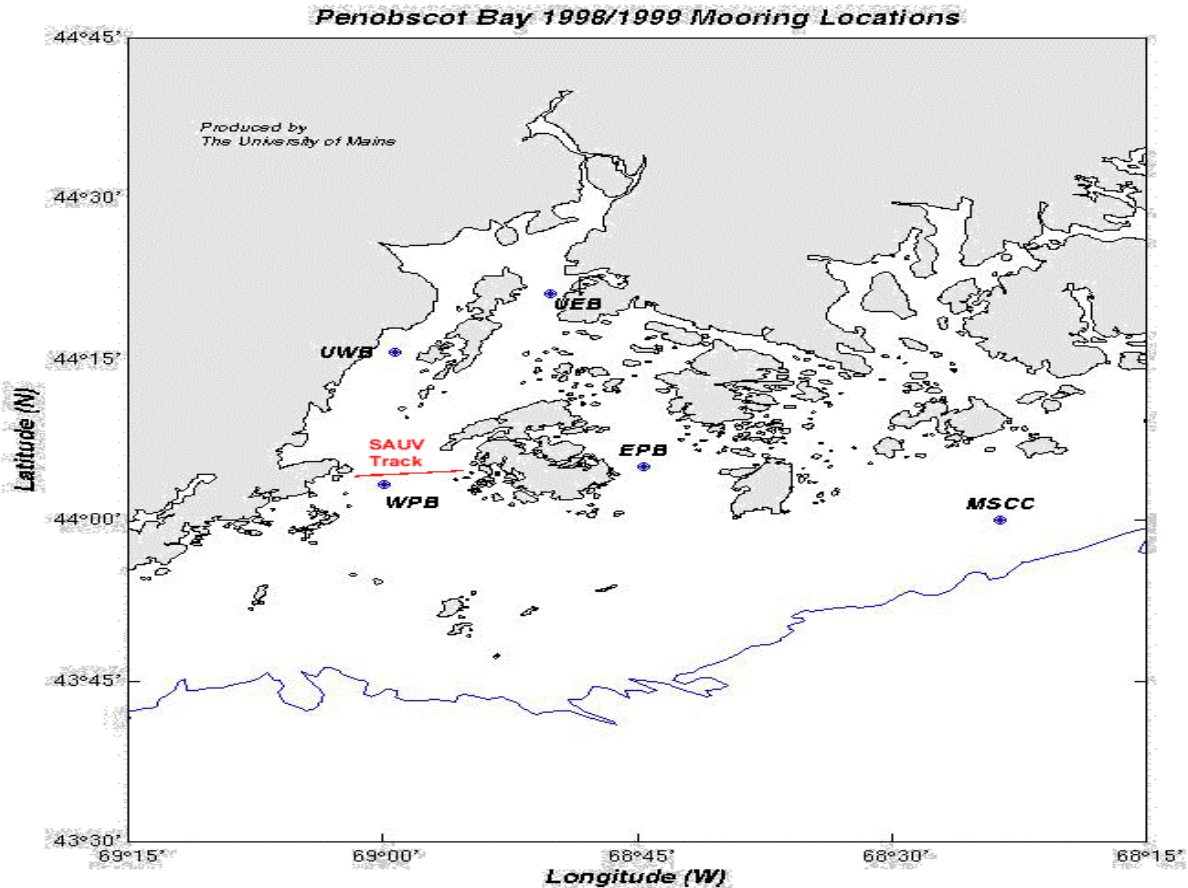 Penobscot Bay 1998/1999 Mooring Locations
44°45'
Produced by
The University of Maine
44°30'
UEB
UWB
44°15'
Latitude (N)
SAUV
Track
EPB
WPB
MSCC
44°00'
43°45'
43°30'
69°15' 69°00' 68°45' 68°30' 68°15'
Longitude (W)